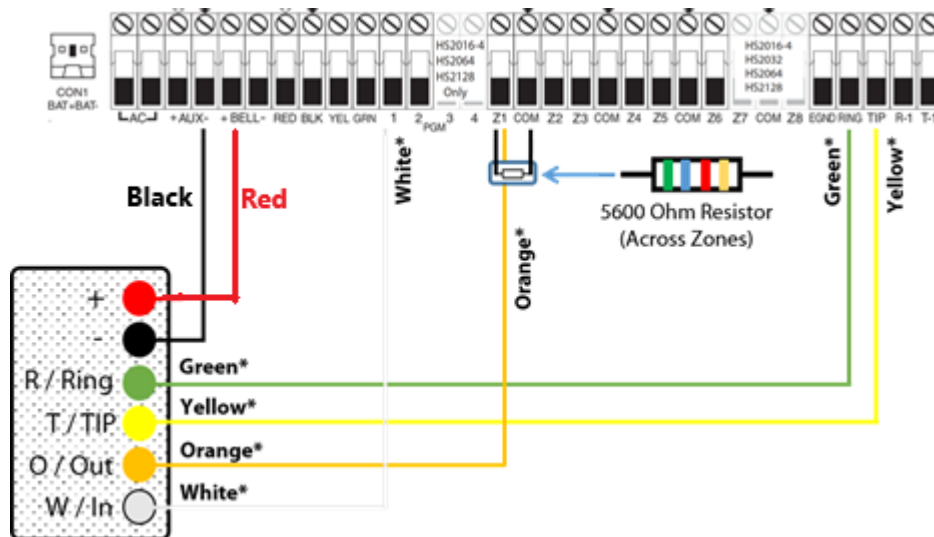 HS2016-4
HS2064
HS2128
Only
HS2016-4
HS2032
HS2064
HS2128
CON1
BAT+BAT-
AC
+AUX-
+BELL-
RED
BLK
YEL
GRN
1
2
PGM
3
4
Z1
COM
Z2
Z3
COM
Z4
Z5
COM
Z6
Z7
COM
Z8
EGND
RING
TIP
R-1
T-1
Black
Red
White*
Orange*
5600 Ohm Resistor
(Across Zones)
Green*
Yellow*
+
-
R / Ring
Green*
T / TIP
Yellow*
O / Out
Orange*
W / In
White*